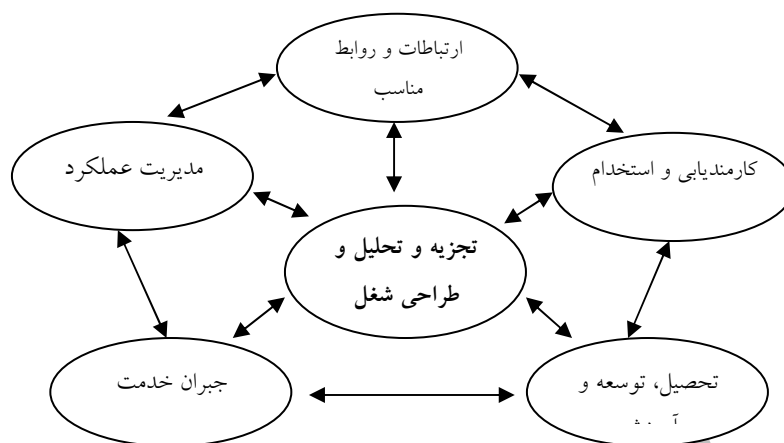 ارتباطات و روابط
مناسب
کارمندیابی و استخدام
مدیریت عملکرد
تجزیه و تحلیل و
طراحی شغل
تحصیل، توسعه و
جبران خدمت